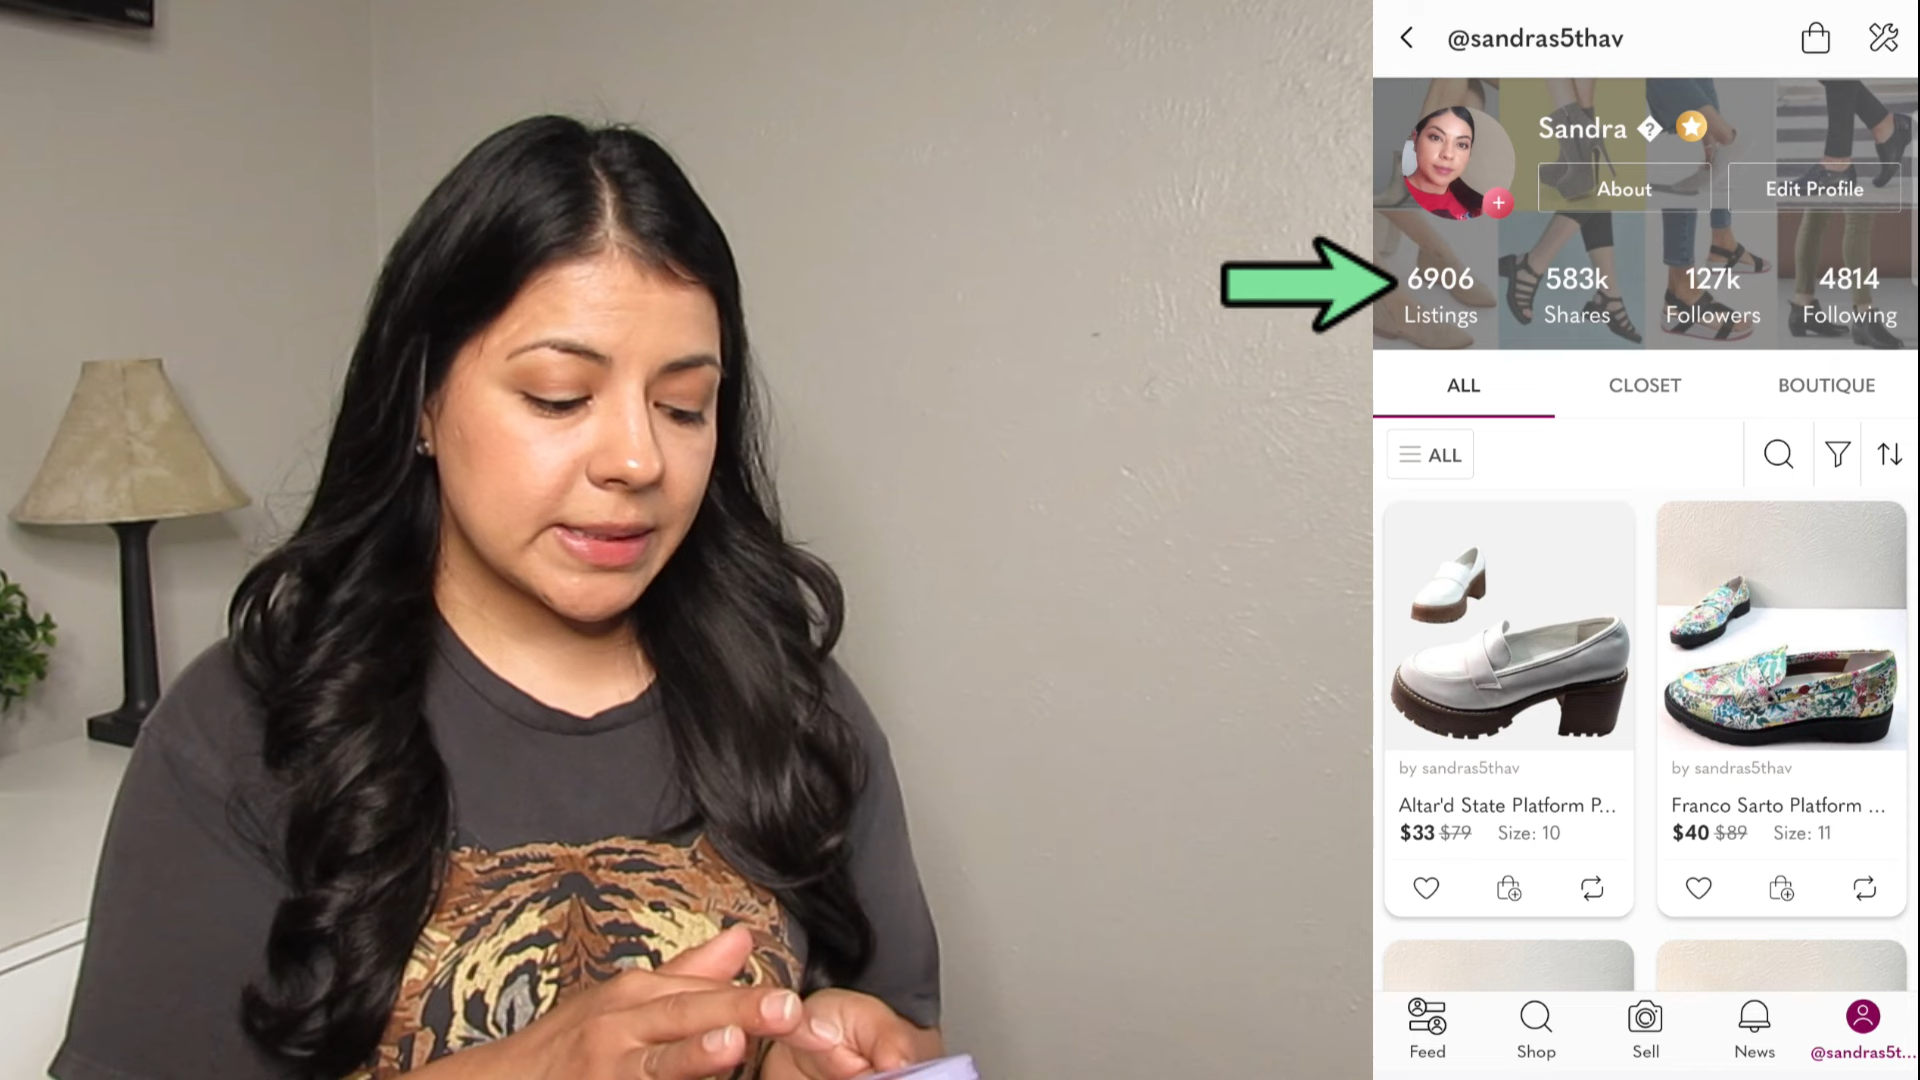 @sandras5thav
Sandra
About
Edit Profile
6906 583k 127k 4814
Listings Shares Followers Following
ALL CLOSET BOUTIQUE
ALL
by sandras5thav
Altar'd State Platform P...
$33 $79 Size: 10
by sandras5thav
Franco Sarto Platform ...
$40 $89 Size: 11
Feed Shop Sell News @sandras5t...